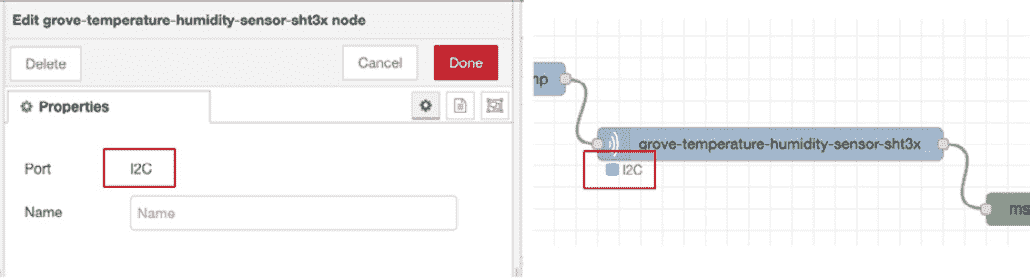 Edit grove-temperature-humidity-sensor-sht3x node
Delete
Cancel
Done
Properties
Port
I2C
Name
Name
np
grove-temperature-humidity-sensor-sht3x
I2C
ms